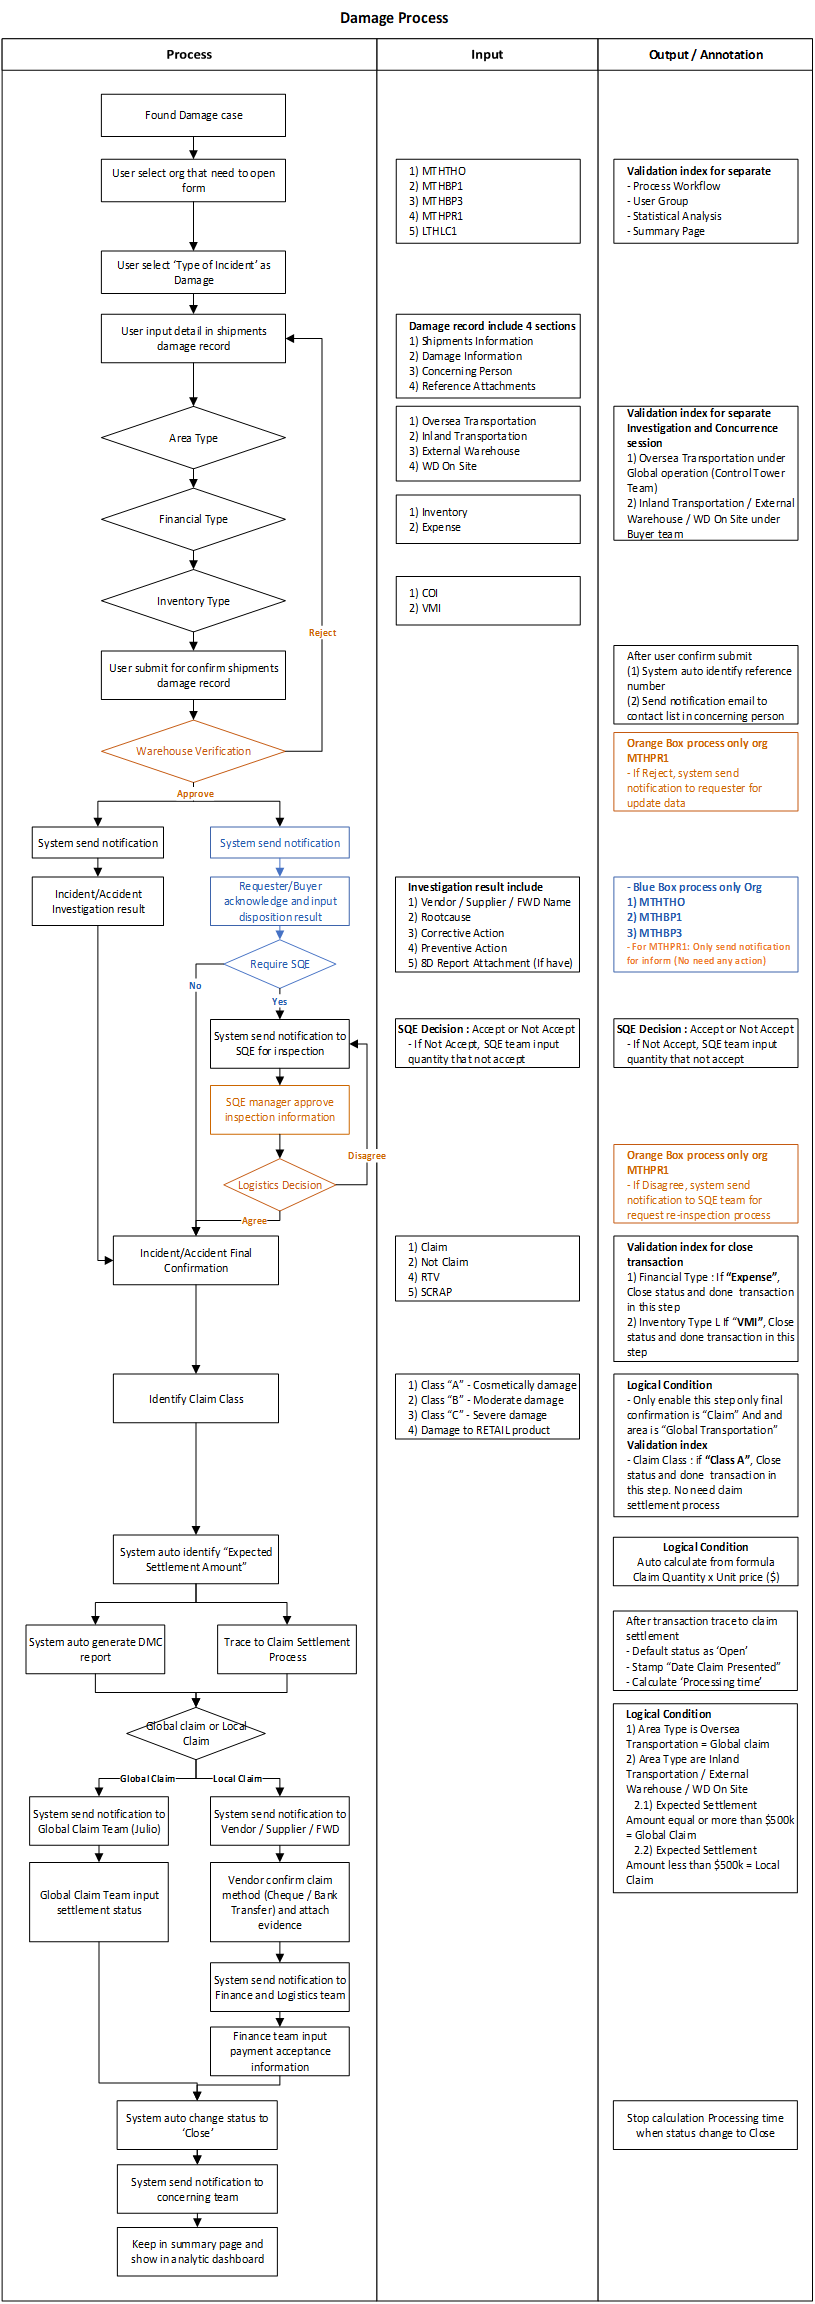 Damage Process
Process
Input
Output / Annotation
Found Damage case
User select org that need to open
form
1) MTHTHO
2) MTHBP1
3) MTHBP3
4) MTHPR1
5) LTHLC1
Validation index for separate
- Process Workflow
- User Group
- Statistical Analysis
- Summary Page
User select ‘Type of Incident’ as
Damage
User input detail in shipments
damage record
Damage record include 4 sections
1) Shipments Information
2) Damage Information
3) Concerning Person
4) Reference Attachments
Area Type
1) Oversea Transportation
2) Inland Transportation
3) External Warehouse
4) WD On Site
Validation index for separate
Investigation and Concurrence
session
1) Oversea Transportation under
Global operation (Control Tower
Team)
2) Inland Transportation / External
Warehouse / WD On Site under
Buyer team
Financial Type
1) Inventory
2) Expense
Inventory Type
1) COI
2) VMI
Reject
User submit for confirm shipments
damage record
After user confirm submit
(1) System auto identify reference
number
(2) Send notification email to
contact list in concerning person
Warehouse Verification
Orange Box process only org
MTHPR1
- If Reject, system send
notification to requester for
update data
Approve
System send notification
System send notification
Incident/Accident
Investigation result
Requester/Buyer
acknowledge and input
disposition result
Investigation result include
1) Vendor / Supplier / FWD Name
2) Rootcause
3) Corrective Action
4) Preventive Action
5) 8D Report Attachment (If have)
- Blue Box process only Org
1) MTHTHO
2) MTHBP1
3) MTHBP3
- For MTHPR1: Only send notification
for inform (No need any action)
Require SQE
No
Yes
System send notification to
SQE for inspection
SQE Decision : Accept or Not Accept
- If Not Accept, SQE team input
quantity that not accept
SQE Decision : Accept or Not Accept
- If Not Accept, SQE team input
quantity that not accept
SQE manager approve
inspection information
Disagree
Logistics Decision
Orange Box process only org
MTHPR1
- If Disagree, system send
notification to SQE team for
request re-inspection process
Agree
Incident/Accident Final
Confirmation
1) Claim
2) Not Claim
4) RTV
5) SCRAP
Validation index for close
transaction
1) Financial Type : If “Expense”,
Close status and done transaction
in this step
2) Inventory Type L If “VMI”, Close
status and done transaction in this
step
Identify Claim Class
1) Class “A” - Cosmetically damage
2) Class “B” - Moderate damage
3) Class “C” - Severe damage
4) Damage to RETAIL product
Logical Condition
- Only enable this step only final
confirmation is “Claim” And and
area is “Global Transportation”
Validation index
- Claim Class : if “Class A”, Close
status and done transaction in
this step. No need claim
settlement process
System auto identify “Expected
Settlement Amount”
Logical Condition
Auto calculate from formula
Claim Quantity x Unit price ($)
System auto generate DMC
report
Trace to Claim Settlement
Process
After transaction trace to claim
settlement
- Default status as ‘Open’
- Stamp “Date Claim Presented”
- Calculate ‘Processing time’
Global claim or Local
Claim
Logical Condition
1) Area Type is Oversea
Transportation = Global claim
2) Area Type are Inland
Transportation / External
Warehouse / WD On Site
2.1) Expected Settlement
Amount equal or more than $500k
= Global Claim
2.2) Expected Settlement
Amount less than $500k = Local
Claim
Global Claim
Local Claim
System send notification to
Global Claim Team (Julio)
System send notification to
Vendor / Supplier / FWD
Global Claim Team input
settlement status
Vendor confirm claim
method (Cheque / Bank
Transfer) and attach
evidence
System send notification to
Finance and Logistics team
Finance team input
payment acceptance
information
System auto change status to
‘Close’
Stop calculation Processing time
when status change to Close
System send notification to
concerning team
Keep in summary page and
show in analytic dashboard